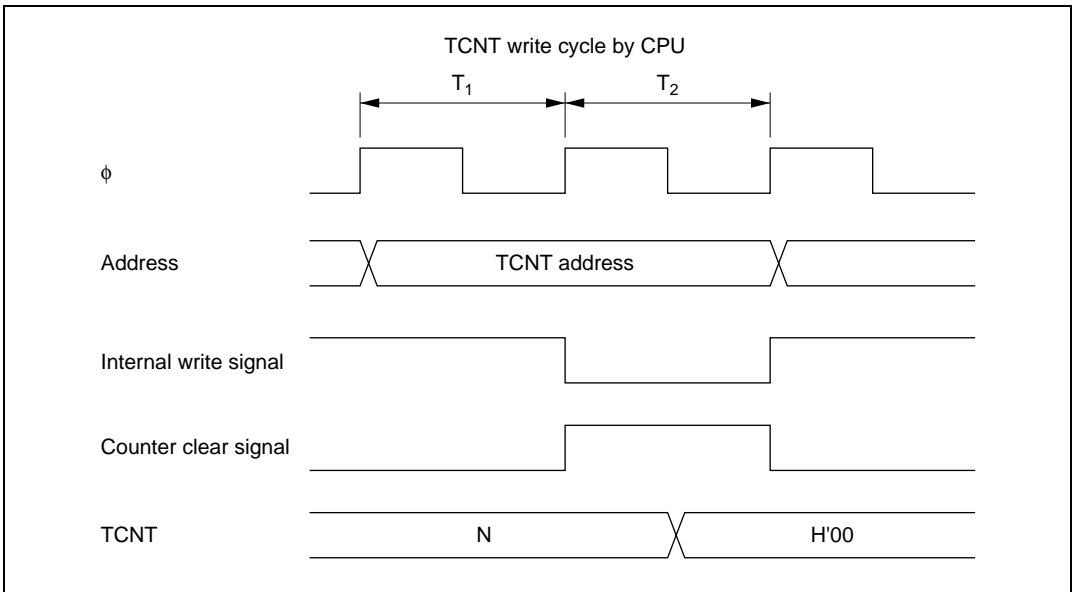 TCNT write cycle by CPU
T₁ T₂
ϕ
Address TCNT address
Internal write signal
Counter clear signal
TCNT N H'00